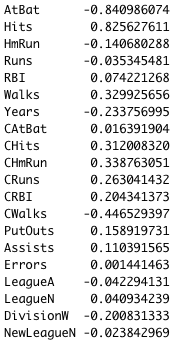 AtBat -0.840986074
Hits 0.825627611
HmRun -0.140680288
Runs -0.035345481
RBI 0.074221268
Walks 0.329925656
Years -0.233756995
CAtBat 0.016391904
CHits 0.312008320
CHmRun 0.338763051
CRuns 0.263041432
CRBI 0.204341373
CWalks -0.446529397
PutOuts 0.158919731
Assists 0.110391565
Errors 0.001441463
LeagueA -0.042294131
LeagueN 0.040934239
DivisionW -0.200831333
NewLeagueN -0.023842969